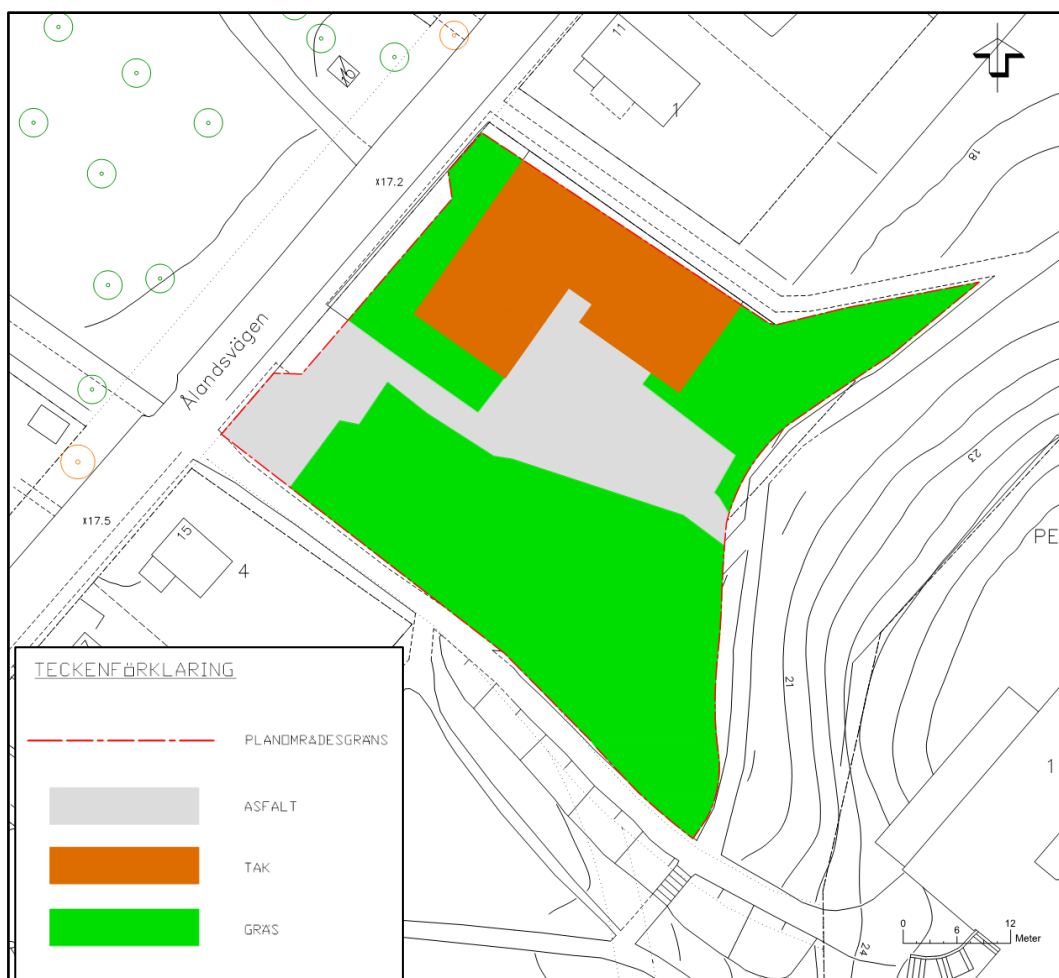 11
16
1
18
x17.2
Ålandsvägen
23
x17.5
15
4
PE
21
1
24
TECKENFÖRKLARING
PLANOMRÅDESGRÄNS
ASFALT
TAK
GRÄS
0 6 12
Meter